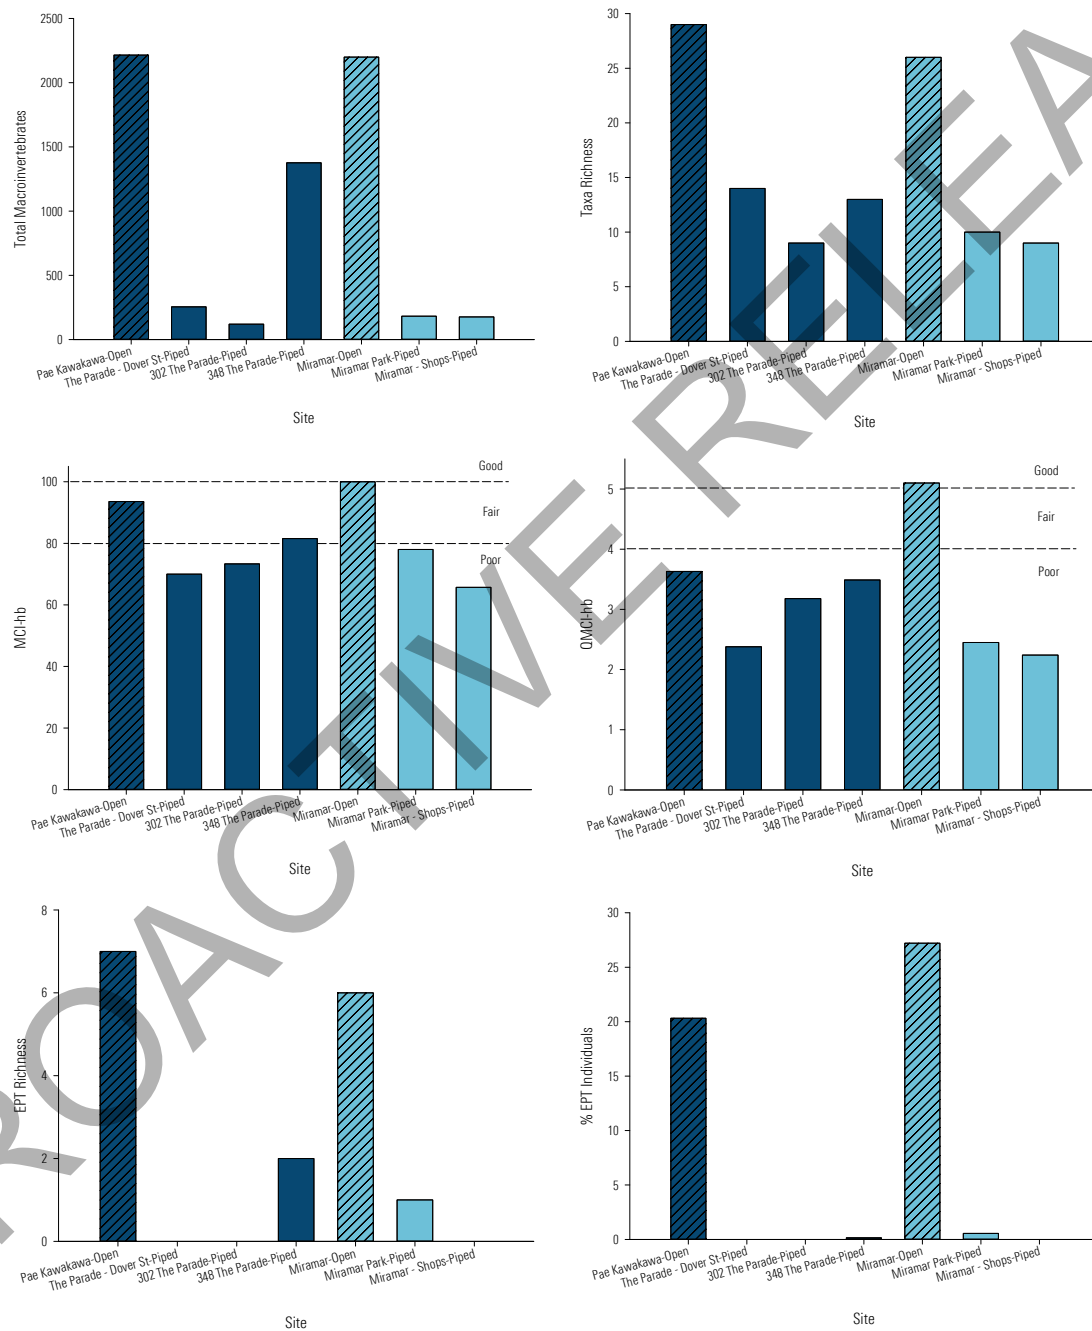 2500
2000
1500
1000
500
0
Total Macroinvertebrates
Pae Kawakawa-Open
The Parade - Dover St-Piped
302 The Parade-Piped
348 The Parade-Piped
Miramar-Open
Miramar Park-Piped
Miramar - Shops-Piped
Site
30
25
20
15
10
5
0
Taxa Richness
Pae Kawakawa-Open
The Parade - Dover St-Piped
302 The Parade-Piped
348 The Parade-Piped
Miramar-Open
Miramar Park-Piped
Miramar - Shops-Piped
Site
100
80
60
40
20
0
MCI-hb
Good
Fair
Poor
Pae Kawakawa-Open
The Parade - Dover St-Piped
302 The Parade-Piped
348 The Parade-Piped
Miramar-Open
Miramar Park-Piped
Miramar - Shops-Piped
Site
5
4
3
2
1
0
QMCI-hb
Good
Fair
Poor
Pae Kawakawa-Open
The Parade - Dover St-Piped
302 The Parade-Piped
348 The Parade-Piped
Miramar-Open
Miramar Park-Piped
Miramar - Shops-Piped
Site
8
6
4
2
0
EPT Richness
Pae Kawakawa-Open
The Parade - Dover St-Piped
302 The Parade-Piped
348 The Parade-Piped
Miramar-Open
Miramar Park-Piped
Miramar - Shops-Piped
Site
30
25
20
15
10
5
0
% EPT Individuals
Pae Kawakawa-Open
The Parade - Dover St-Piped
302 The Parade-Piped
348 The Parade-Piped
Miramar-Open
Miramar Park-Piped
Miramar - Shops-Piped
Site
ROACTIVE RELEA